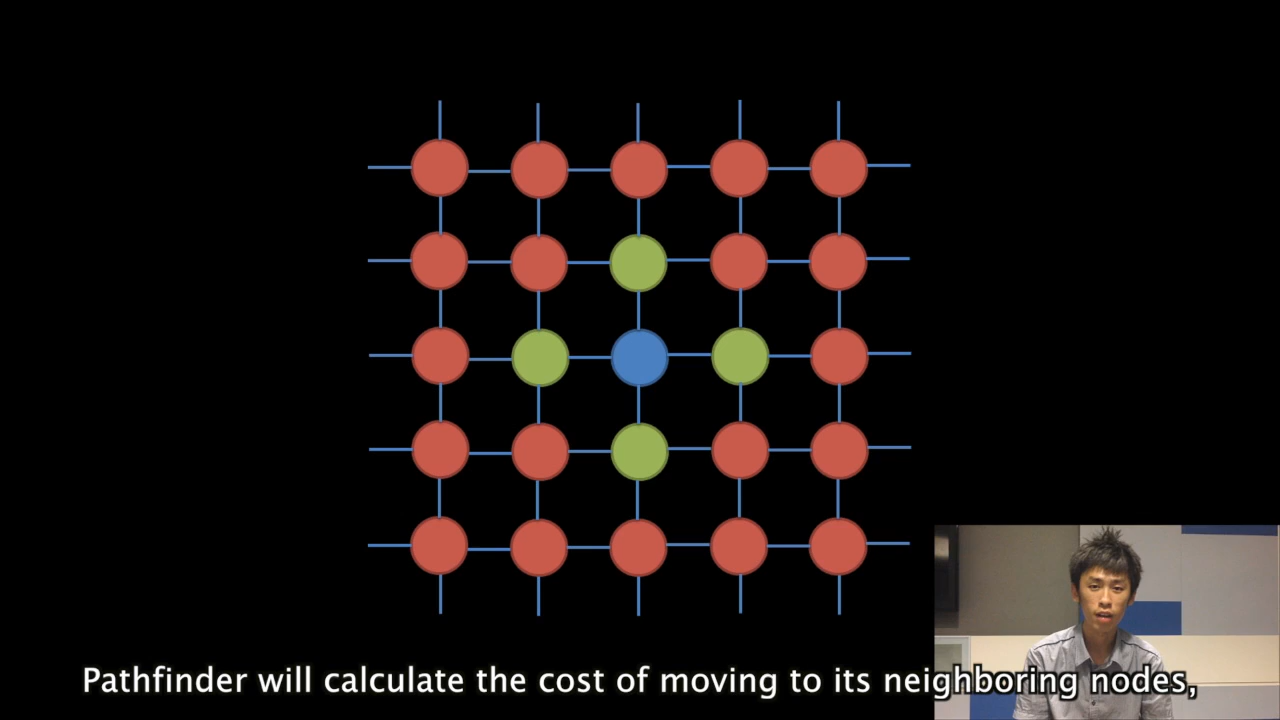 Pathfinder will calculate the cost of moving to its neighboring nodes,